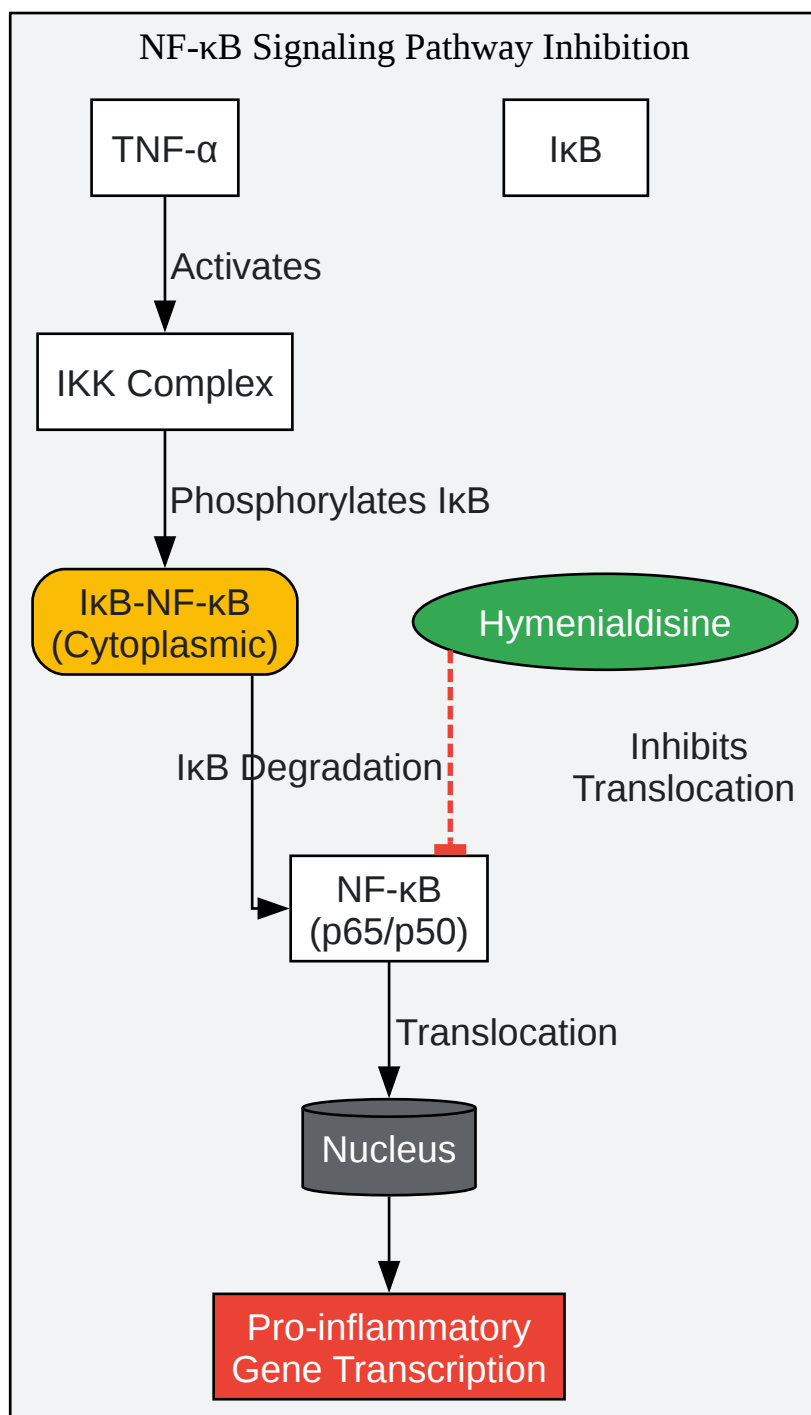 NF-κB Signaling Pathway Inhibition
TNF-α
IκB
Activates
IKK Complex
Phosphorylates IκB
IκB-NF-κB
(Cytoplasmic)
Hymenialdisine
IκB Degradation
Inhibits
Translocation
NF-κB
(p65/p50)
Translocation
Nucleus
Pro-inflammatory
Gene Transcription